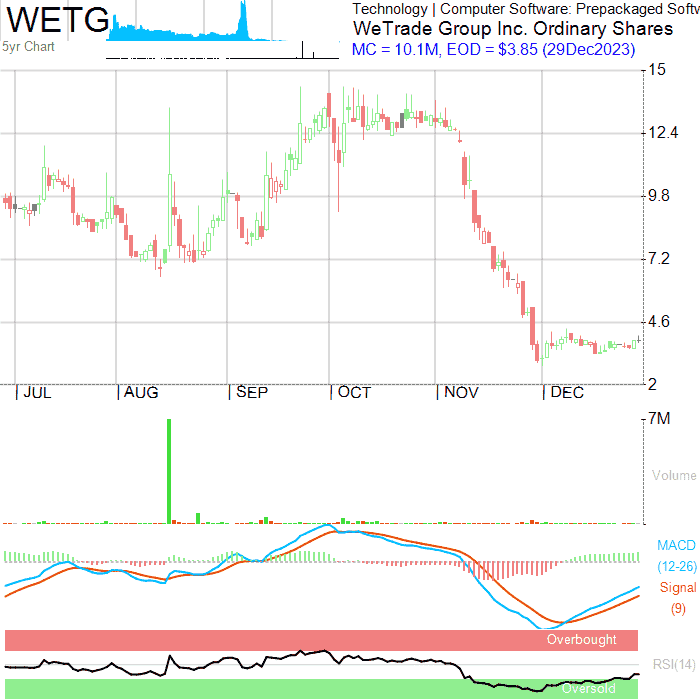 WETG
5yr Chart
Technology | Computer Software: Prepackaged Softw
WeTrade Group Inc. Ordinary Shares
MC = 10.1M, EOD = $3.85 (29Dec2023)
15
12.4
9.8
7.2
4.6
2
JUL AUG SEP OCT NOV DEC
7M
Volume
MACD
(12-26)
Signal
(9)
Overbought
RSI(14)
Oversold